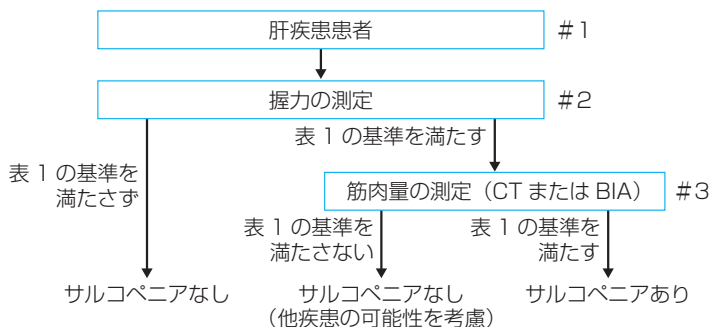 肝疾患患者 #1
握力の測定 #2
表 1 の基準を満たす
表 1 の基準を
満たさず
筋内量の測定（CT または BIA） #3
表 1 の基準を
満たさない
表 1 の基準を
満たす
サルコペニアなし
サルコペニアなし
（他疾患の可能性を考慮）
サルコペニアあり